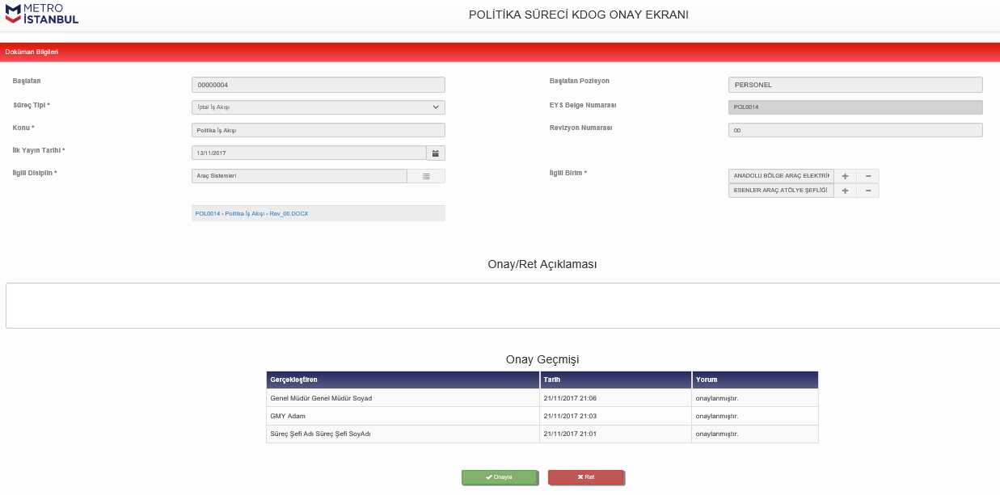 METRO
İSTANBUL
POLİTİKA SÜRECİ KDOG ONAY EKRANI
Doküman Bilgileri
Başlatan 00000004 Başlatan Pozisyon PERSONEL
Süreç Tipi * İptal İş Akışı EYS Belge Numarası POL0014
Konu * Politika İş Akışı Revizyon Numarası 00
İlk Yayın Tarihi * 13/11/2017
İlgili Disiplin * Araç Sistemleri İlgili Birim * ANADOLU BÖLGE ARAÇ ELEKTRİK
ESENLER ARAÇ ATÖLYE ŞEFLİĞİ
POL0014 - Politika İş Akışı - Rev_00.DOCX
Onay/Ret Açıklaması
Onay Geçmişi
Gerçekleştiren Tarih Yorum
Genel Müdür Genel Müdür Soyad 21/11/2017 21:06 onaylanmıştır.
GMY Adam 21/11/2017 21:03 onaylanmıştır.
Süreç Şefi Adı Süreç Şefi SoyAdı 21/11/2017 21:01 onaylanmıştır.
Onayla Ret